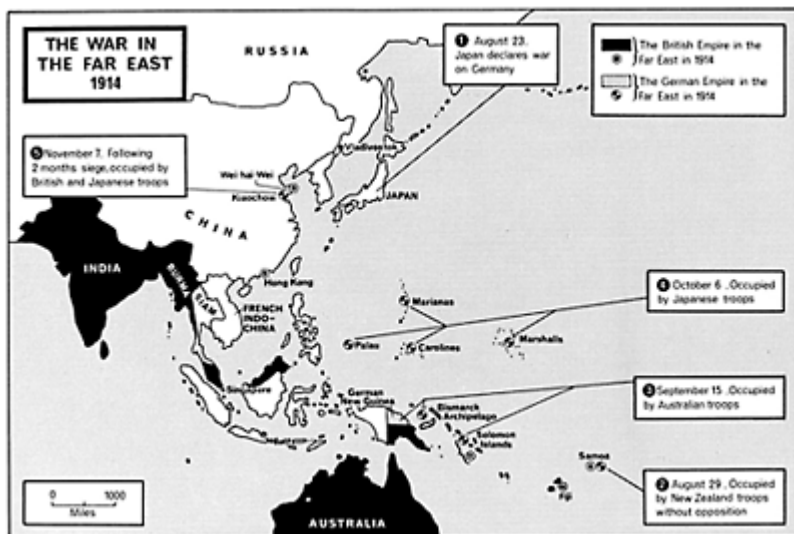 THE WAR IN
THE FAR EAST
1914
RUSSIA
❶ August 23.
Japan declares war
on Germany
The British Empire in the
Far East in 1914
The German Empire in the
Far East in 1914
❺ November 7, Following
2 months siege, occupied by
British and Japanese troops
Vladivostok
Wei-hai-Wei
Kiaochow
JAPAN
CHINA
INDIA
BURMA
SIAM
Hong Kong
FRENCH
INDO-
CHINA
Marianas
❹ October 6. Occupied
by Japanese troops
Palau
Carolines
Marshalls
Singapore
German
New Guinea
Bismarck
Archipelago
❸ September 15. Occupied
by Australian troops
Solomon
Islands
Samoa
Fiji
❷ August 29. Occupied
by New Zealand troops
without opposition
0 1000
Miles
AUSTRALIA